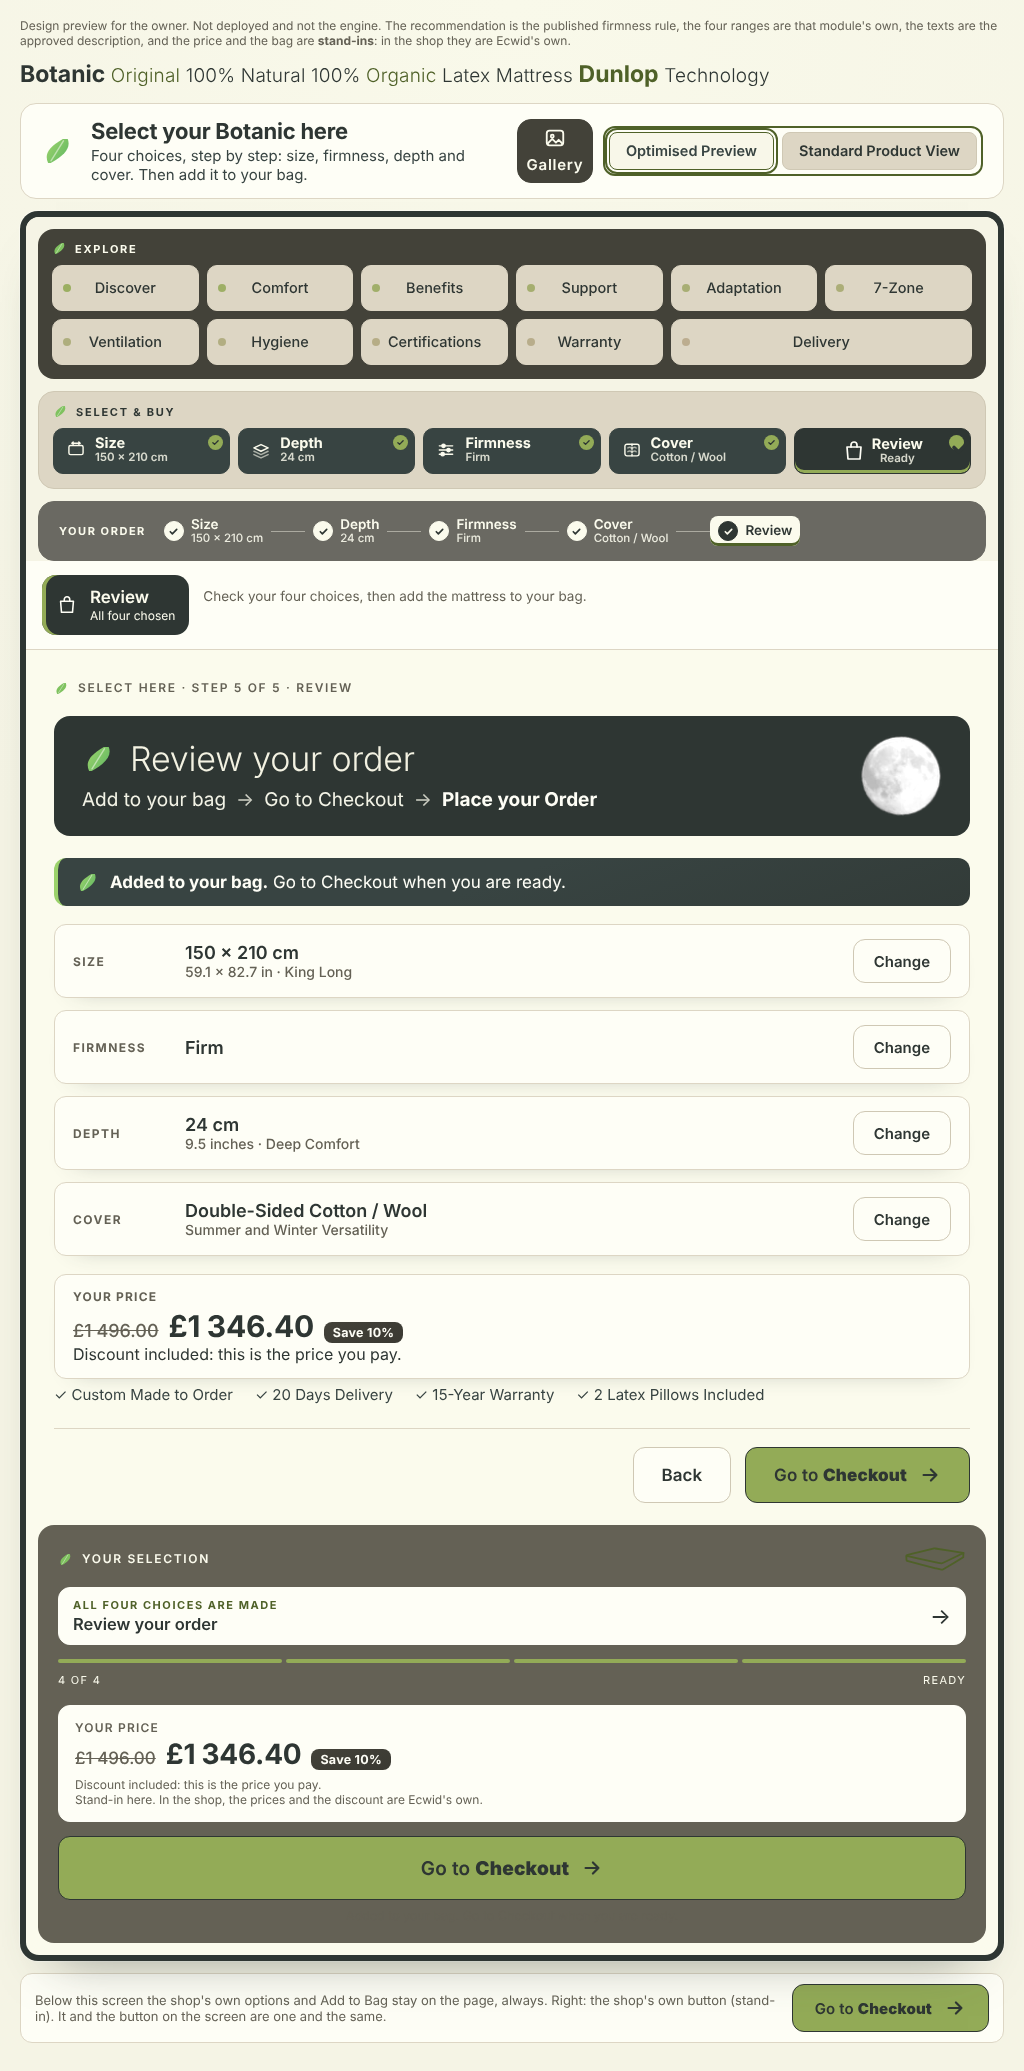 Design preview for the owner. Not deployed and not the engine. The recommendation is the published firmness rule, the four ranges are that module's own, the texts are the
approved description, and the price and the bag are stand-ins: in the shop they are Ecwid's own.
Botanic Original 100% Natural 100% Organic Latex Mattress Dunlop Technology
Select your Botanic here
Four choices, step by step: size, firmness, depth and
cover. Then add it to your bag.
Gallery
Optimised Preview
Standard Product View
EXPLORE
Discover
Comfort
Benefits
Support
Adaptation
7-Zone
Ventilation
Hygiene
Certifications
Warranty
Delivery
SELECT & BUY
Size
150 × 210 cm
Depth
24 cm
Firmness
Firm
Cover
Cotton / Wool
Review
Ready
YOUR ORDER
Size
150 × 210 cm
Depth
24 cm
Firmness
Firm
Cover
Cotton / Wool
Review
Review
All four chosen
Check your four choices, then add the mattress to your bag.
SELECT HERE · STEP 5 OF 5 · REVIEW
Review your order
Add to your bag → Go to Checkout → Place your Order
Added to your bag. Go to Checkout when you are ready.
SIZE
150 × 210 cm
59.1 × 82.7 in · King Long
Change
FIRMNESS
Firm
Change
DEPTH
24 cm
9.5 inches · Deep Comfort
Change
COVER
Double-Sided Cotton / Wool
Summer and Winter Versatility
Change
YOUR PRICE
£1 496.00 £1 346.40 Save 10%
Discount included: this is the price you pay.
✓ Custom Made to Order ✓ 20 Days Delivery ✓ 15-Year Warranty ✓ 2 Latex Pillows Included
Back
Go to Checkout →
YOUR SELECTION
ALL FOUR CHOICES ARE MADE
Review your order →
4 OF 4
READY
YOUR PRICE
£1 496.00 £1 346.40 Save 10%
Discount included: this is the price you pay.
Stand-in here. In the shop, the prices and the discount are Ecwid's own.
Go to Checkout →
Below this screen the shop's own options and Add to Bag stay on the page, always. Right: the shop's own button (stand-
in). It and the button on the screen are one and the same.
Go to Checkout →